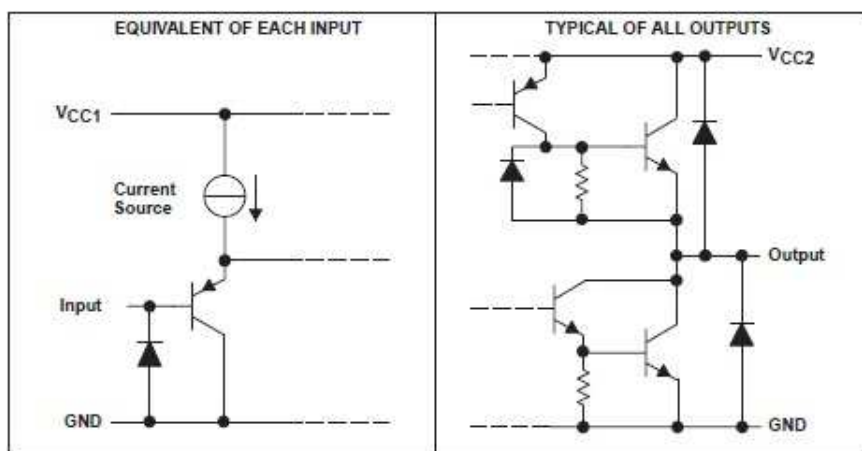 EQUIVALENT OF EACH INPUT
VCC1
Current
Source
Input
GND
TYPICAL OF ALL OUTPUTS
VCC2
Output
GND